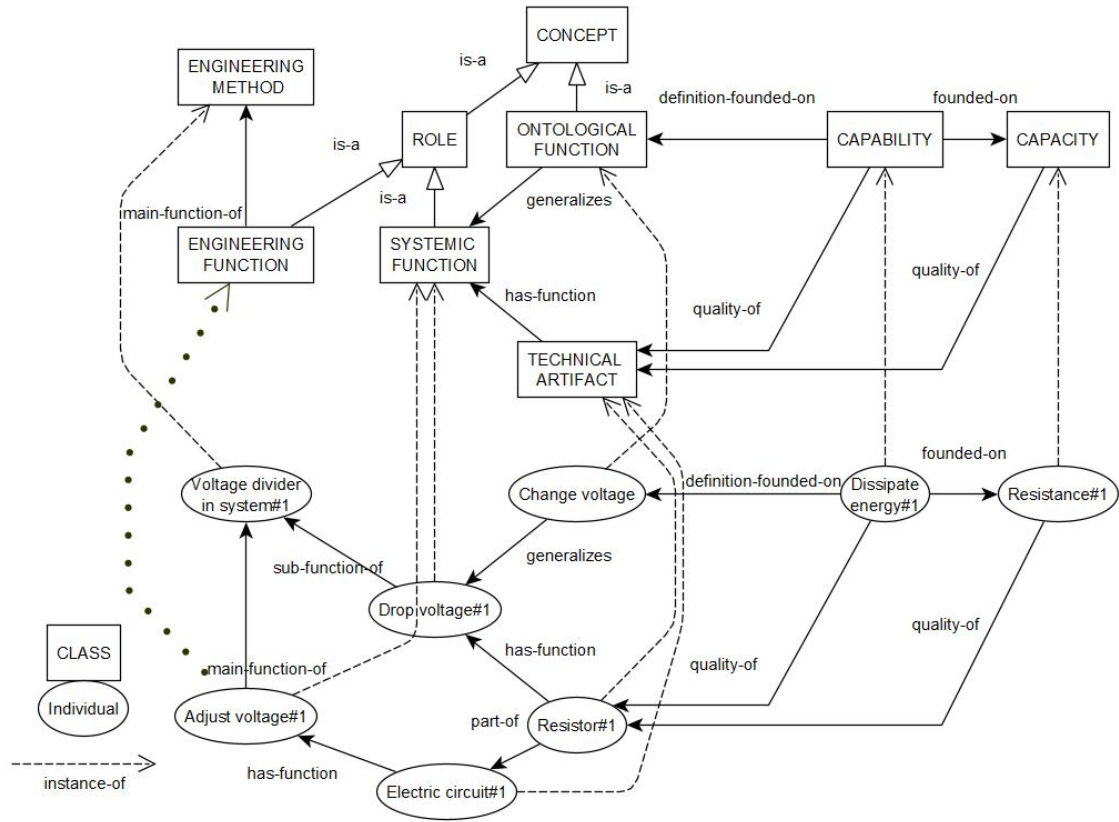 CONCEPT
ENGINEERING
METHOD
is-a
is-a
definition-founded-on
founded-on
ROLE
ONTOLOGICAL
FUNCTION
CAPABILITY
CAPACITY
is-a
is-a
generalizes
main-function-of
ENGINEERING
FUNCTION
SYSTEMIC
FUNCTION
quality-of
has-function
quality-of
TECHNICAL
ARTIFACT
founded-on
Voltage divider
in system#1
Change voltage
definition-founded-on
Dissipate
energy#1
Resistance#1
generalizes
sub-function-of
Drop voltage#1
quality-of
CLASS
has-function
main-function-of
quality-of
Individual
Adjust voltage#1
part-of
Resistor#1
instance-of
has-function
Electric circuit#1